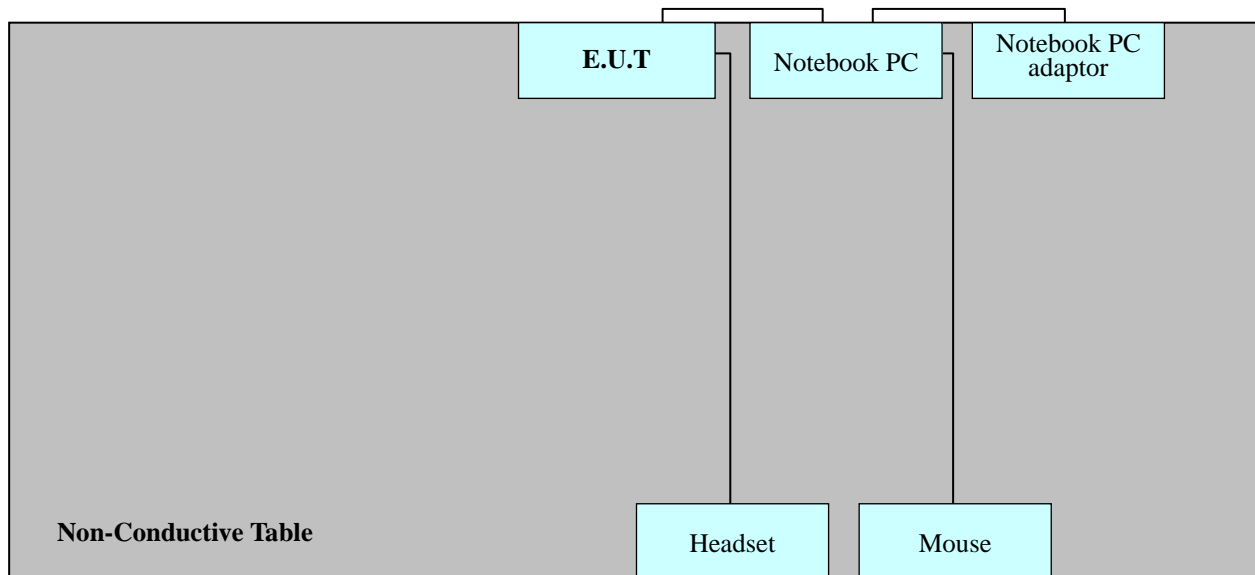 E.U.T
Notebook PC
Notebook PC
adaptor
Non-Conductive Table
Headset
Mouse